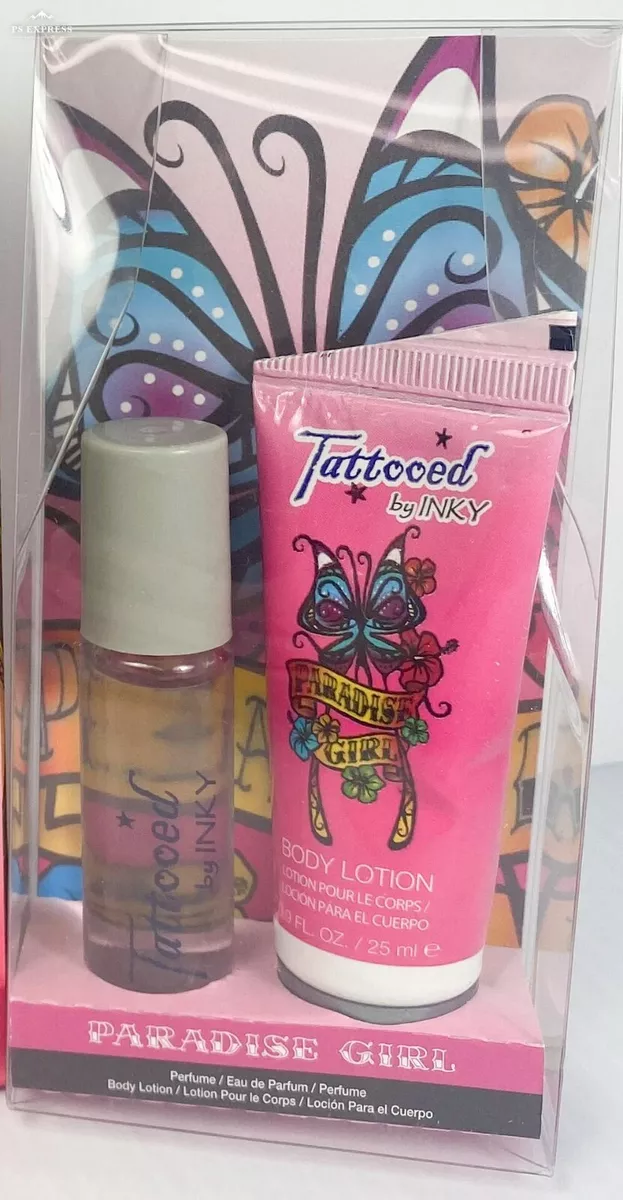 PS EXPRESS
Tattooed
by INKY
PARADISE
GIRL
BODY LOTION
LOTION POUR LE CORPS /
LOCIÓN PARA EL CUERPO
FL. OZ. / 25 ml e
Tattooed
by INKY
PARADISE GIRL
Perfume / Eau de Parfum / Perfume
Body Lotion / Lotion Pour le Corps / Loción Para el Cuerpo